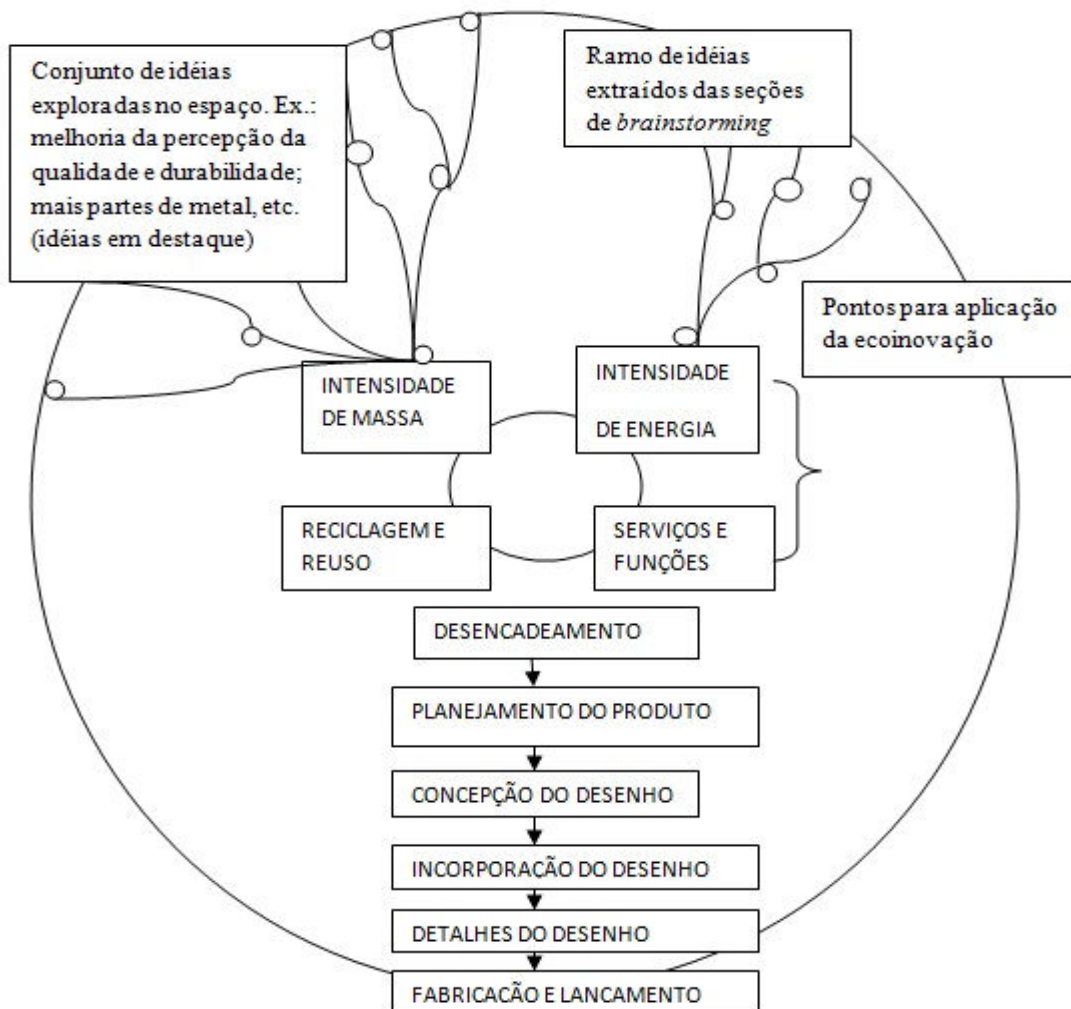 Conjunto de idéias
exploradas no espaço. Ex.:
melhoria da percepção da
qualidade e durabilidade;
mais partes de metal, etc.
(idéias em destaque)
Ramo de idéias
extraídos das seções
de brainstorming
Pontos para aplicação
da ecoinovação
INTENSIDADE
DE MASSA
INTENSIDADE
DE ENERGIA
RECICLAGEM E
REUSO
SERVIÇOS E
FUNÇÕES
DESENCADEAMENTO
PLANEJAMENTO DO PRODUTO
CONCEPÇÃO DO DESENHO
INCORPORAÇÃO DO DESENHO
DETALHES DO DESENHO
FABRICAÇÃO E LANÇAMENTO